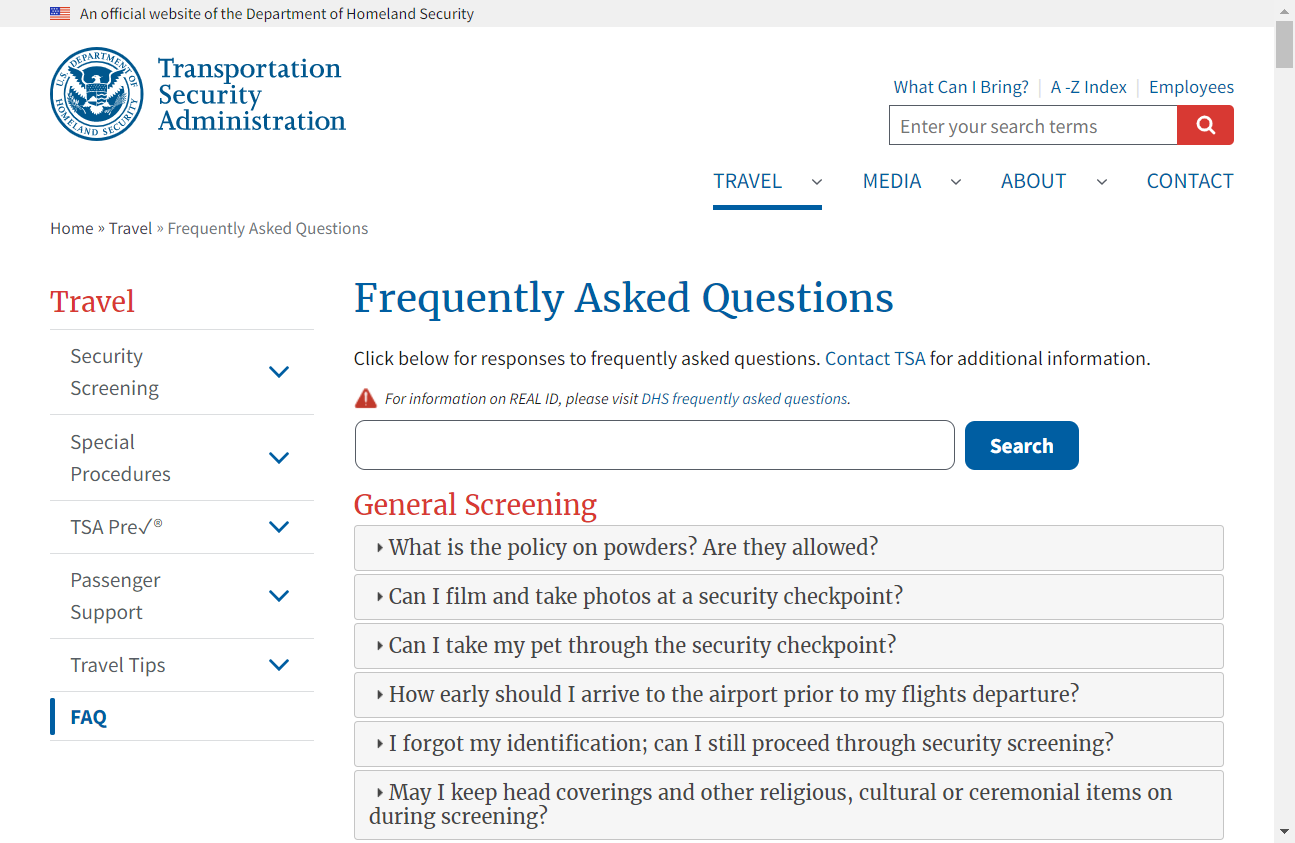 An official website of the Department of Homeland Security
U.S. DEPARTMENT OF
HOMELAND SECURITY
Transportation
Security
Administration
What Can I Bring?
A -Z Index
Employees
Enter your search terms
TRAVEL
MEDIA
ABOUT
CONTACT
Home » Travel » Frequently Asked Questions
Travel
Security
Screening
Special
Procedures
TSA Pre✓®
Passenger
Support
Travel Tips
FAQ
Frequently Asked Questions
Click below for responses to frequently asked questions. Contact TSA for additional information.
For information on REAL ID, please visit DHS frequently asked questions.
Search
General Screening
What is the policy on powders? Are they allowed?
Can I film and take photos at a security checkpoint?
Can I take my pet through the security checkpoint?
How early should I arrive to the airport prior to my flights departure?
I forgot my identification; can I still proceed through security screening?
May I keep head coverings and other religious, cultural or ceremonial items on
during screening?